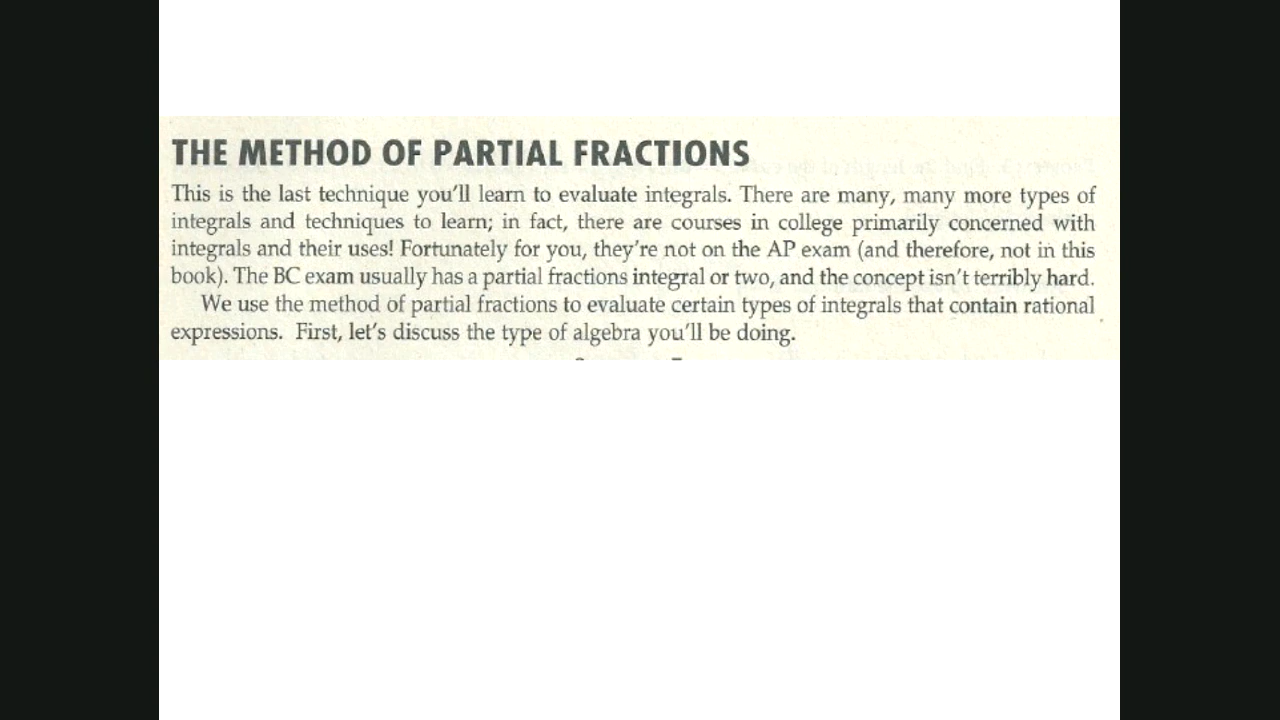 THE METHOD OF PARTIAL FRACTIONS
This is the last technique you'll learn to evaluate integrals. There are many, many more types of
integrals and techniques to learn; in fact, there are courses in college primarily concerned with
integrals and their uses! Fortunately for you, they're not on the AP exam (and therefore, not in this
book). The BC exam usually has a partial fractions integral or two, and the concept isn't terribly hard.
We use the method of partial fractions to evaluate certain types of integrals that contain rational
expressions. First, let's discuss the type of algebra you'll be doing.